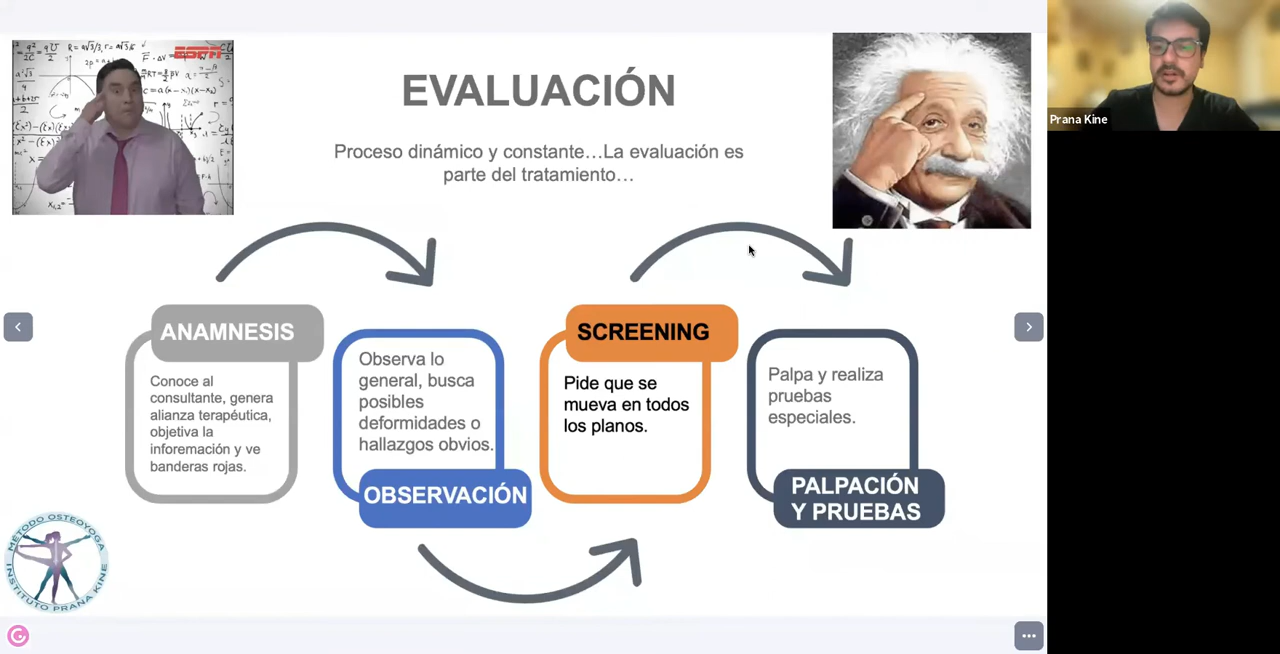 ESPN
EVALUACIÓN
Proceso dinámico y constante…La evaluación es
parte del tratamiento…
Prana Kine
ANAMNESIS
Conoce al
consultante, genera
alianza terapéutica,
objetiva la
inforemación y ve
banderas rojas.
Observa lo
general, busca
posibles
deformidades o
hallazgos obvios.
OBSERVACIÓN
SCREENING
Pide que se
mueva en todos
los planos.
Palpa y realiza
pruebas
especiales.
PALPACIÓN
Y PRUEBAS
MÉTODO OSTEOYOGA
INSTITUTO PRANA KINE